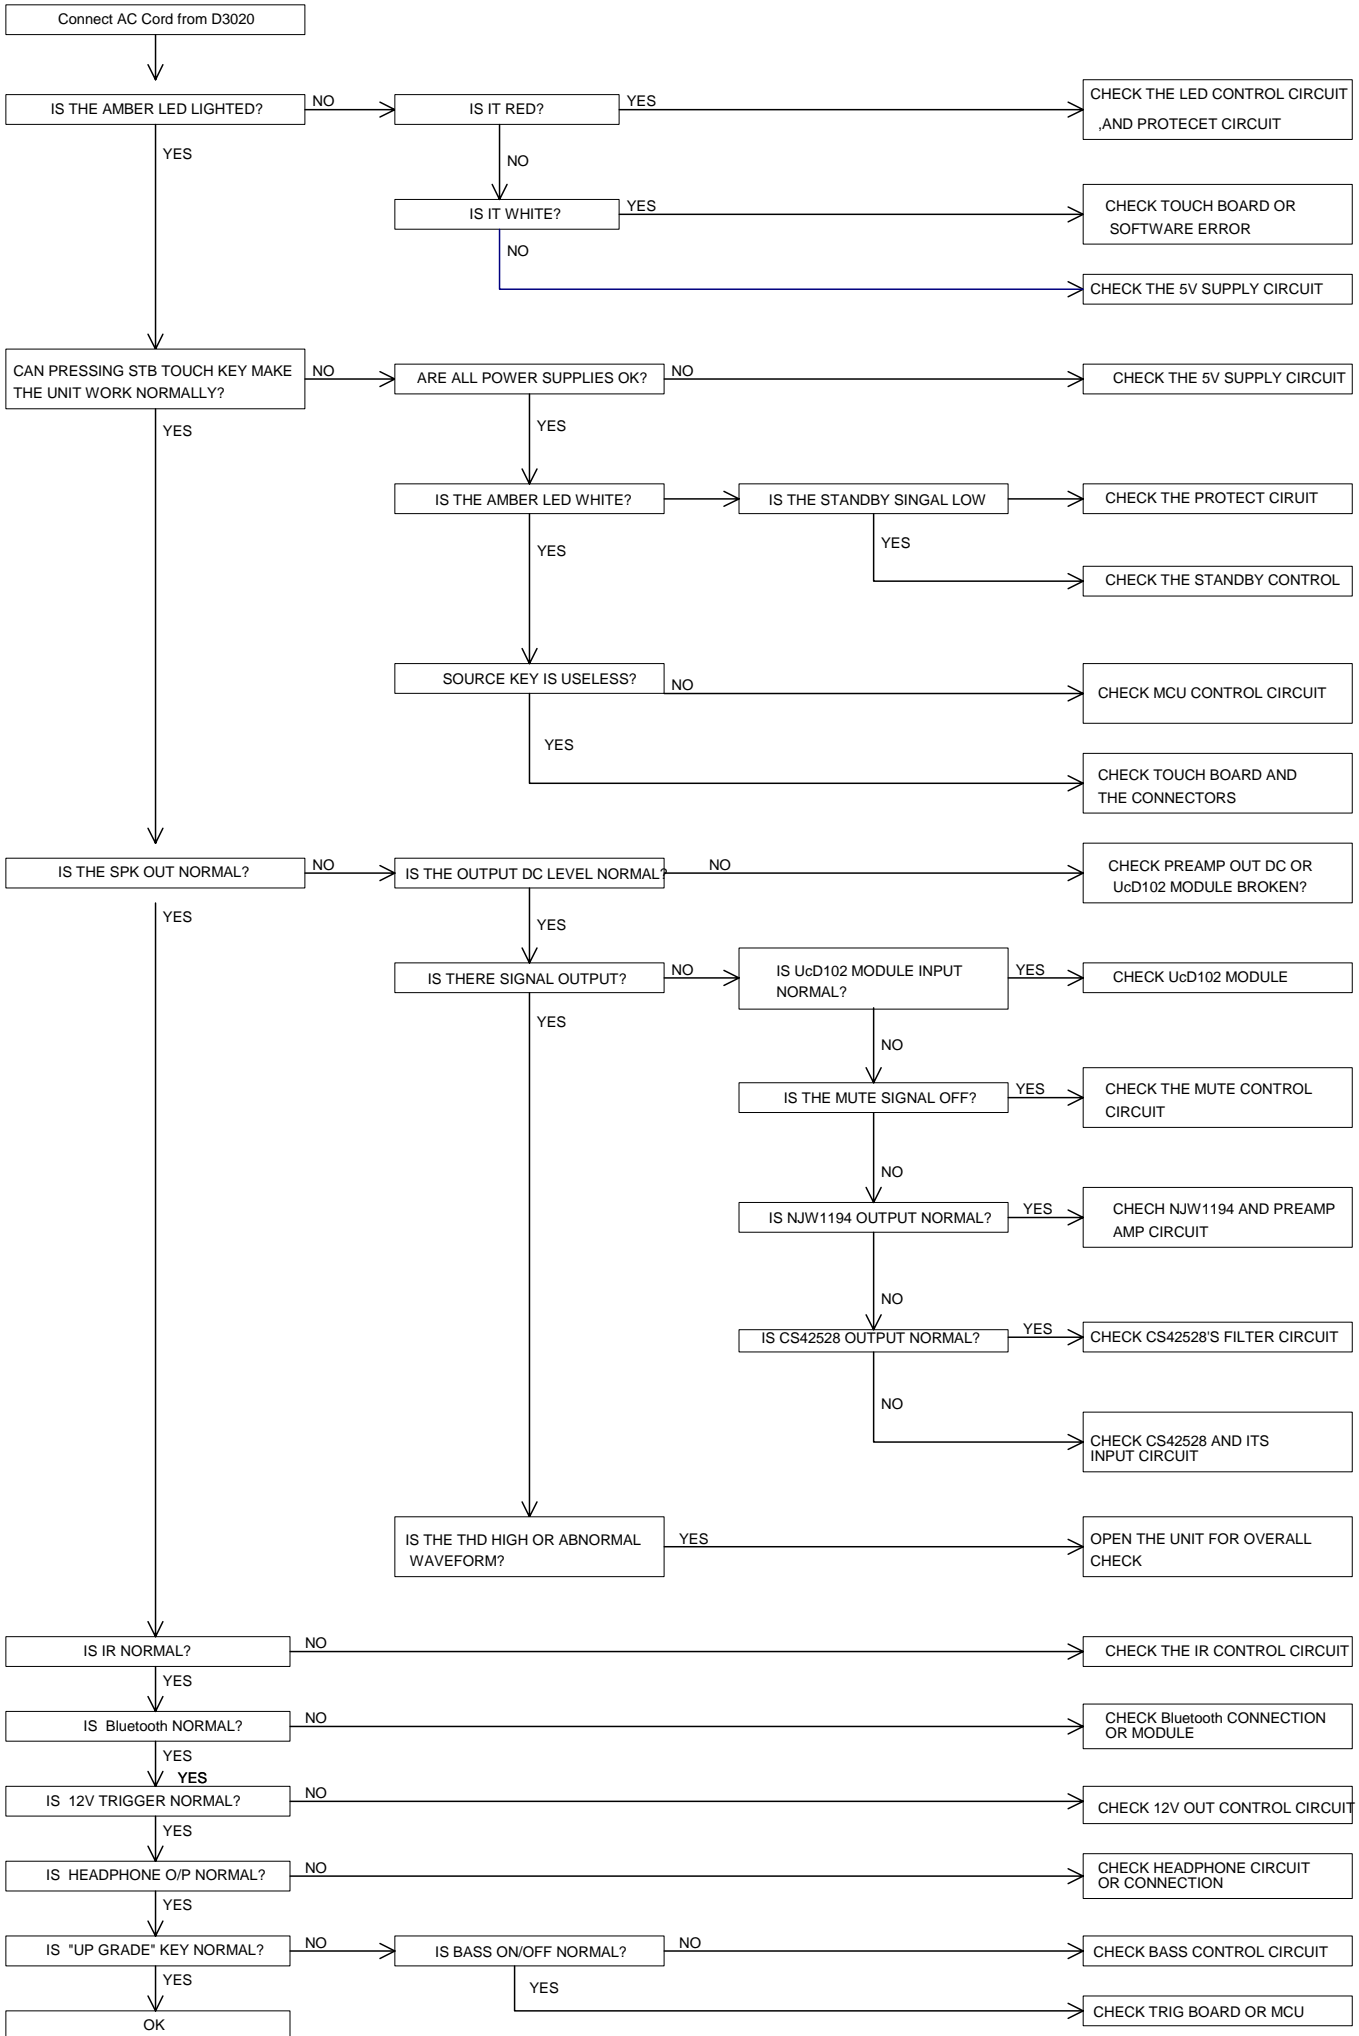 Connect AC Cord from D3020
IS THE AMBER LED LIGHTED?
NO
IS IT RED?
YES
CHECK THE LED CONTROL CIRCUIT
,AND PROTECET CIRCUIT
YES
NO
IS IT WHITE?
YES
CHECK TOUCH BOARD OR
SOFTWARE ERROR
NO
CHECK THE 5V SUPPLY CIRCUIT
CAN PRESSING STB TOUCH KEY MAKE
THE UNIT WORK NORMALLY?
NO
ARE ALL POWER SUPPLIES OK?
NO
CHECK THE 5V SUPPLY CIRCUIT
YES
YES
IS THE AMBER LED WHITE?
IS THE STANDBY SINGAL LOW
CHECK THE PROTECT CIRUIT
YES
YES
CHECK THE STANDBY CONTROL
SOURCE KEY IS USELESS?
NO
CHECK MCU CONTROL CIRCUIT
YES
CHECK TOUCH BOARD AND
THE CONNECTORS
IS THE SPK OUT NORMAL?
NO
IS THE OUTPUT DC LEVEL NORMAL?
NO
CHECK PREAMP OUT DC OR
UcD102 MODULE BROKEN?
YES
YES
IS THERE SIGNAL OUTPUT?
NO
IS UcD102 MODULE INPUT
NORMAL?
YES
CHECK UcD102 MODULE
YES
NO
IS THE MUTE SIGNAL OFF?
YES
CHECK THE MUTE CONTROL
CIRCUIT
NO
IS NJW1194 OUTPUT NORMAL?
YES
CHECH NJW1194 AND PREAMP
AMP CIRCUIT
NO
IS CS42528 OUTPUT NORMAL?
YES
CHECK CS42528'S FILTER CIRCUIT
NO
CHECK CS42528 AND ITS
INPUT CIRCUIT
IS THE THD HIGH OR ABNORMAL
WAVEFORM?
YES
OPEN THE UNIT FOR OVERALL
CHECK
IS IR NORMAL?
NO
CHECK THE IR CONTROL CIRCUIT
YES
IS Bluetooth NORMAL?
NO
CHECK Bluetooth CONNECTION
OR MODULE
YES
YES
IS 12V TRIGGER NORMAL?
NO
CHECK 12V OUT CONTROL CIRCUIT
YES
IS HEADPHONE O/P NORMAL?
NO
CHECK HEADPHONE CIRCUIT
OR CONNECTION
YES
IS "UP GRADE" KEY NORMAL?
NO
IS BASS ON/OFF NORMAL?
NO
CHECK BASS CONTROL CIRCUIT
YES
YES
CHECK TRIG BOARD OR MCU
OK